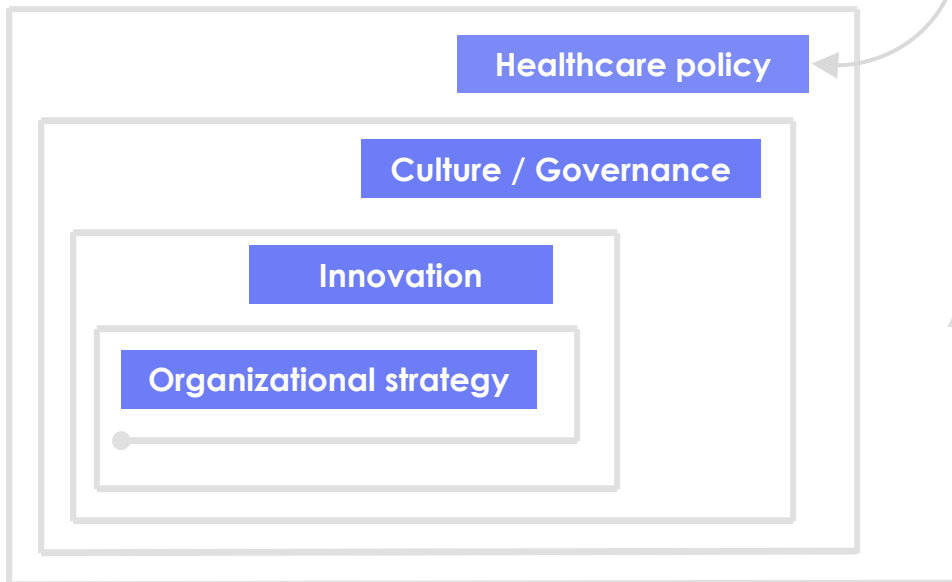 Healthcare policy
Culture / Governance
Innovation
Organizational strategy